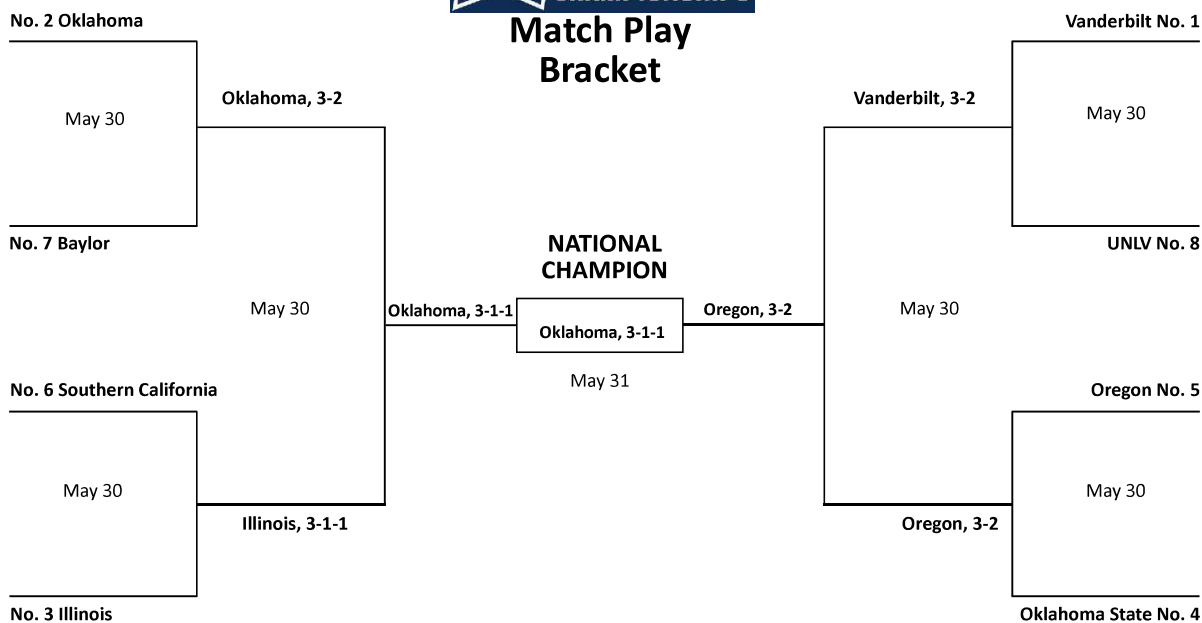 Match Play
Bracket
No. 2 Oklahoma
Vanderbilt No. 1
Oklahoma, 3-2
Vanderbilt, 3-2
May 30
May 30
No. 7 Baylor
UNLV No. 8
NATIONAL
CHAMPION
May 30
Oklahoma, 3-1-1
Oklahoma, 3-1-1
Oregon, 3-2
May 30
May 31
No. 6 Southern California
Oregon No. 5
May 30
May 30
Illinois, 3-1-1
Oregon, 3-2
No. 3 Illinois
Oklahoma State No. 4